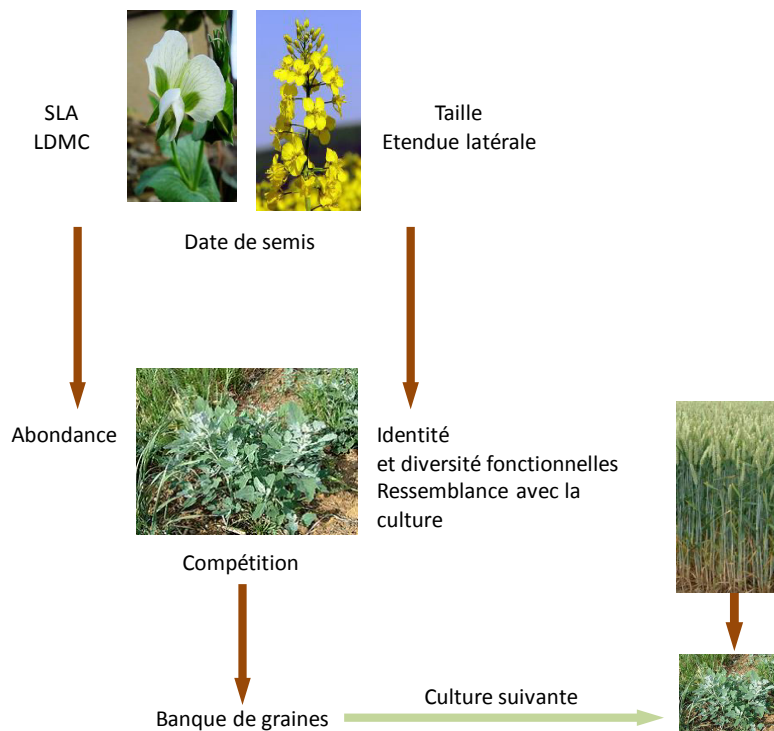 SLA
LDMC
Taille
Etendue latérale
Date de semis
Abondance
Identité
et diversité fonctionnelles
Ressemblance avec la
culture
Compétition
Culture suivante
Banque de graines